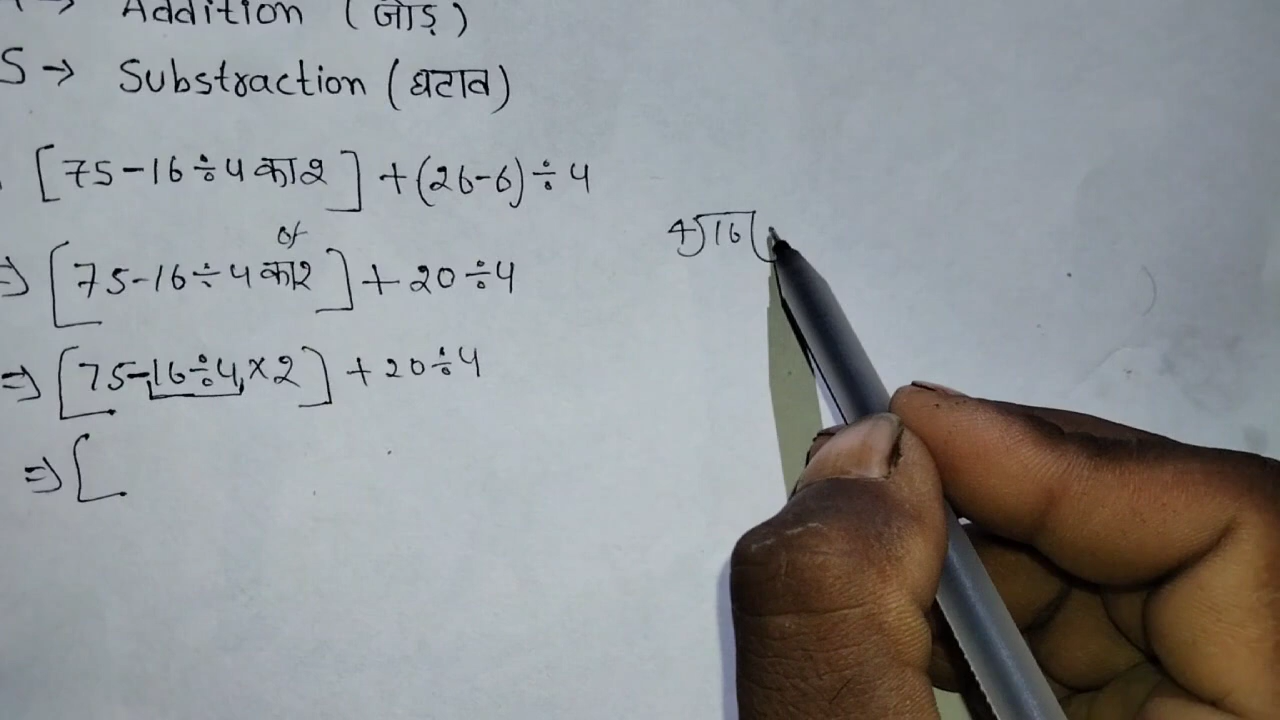 → Addition (जोड़)
S → Substraction (घटाव)
[75-16÷4 का 2] + (26-6) ÷ 4
of
⇒ [75-16÷4 का 2] + 20÷4
⇒ [75-16÷4×2] + 20÷4
⇒ [
4)16(